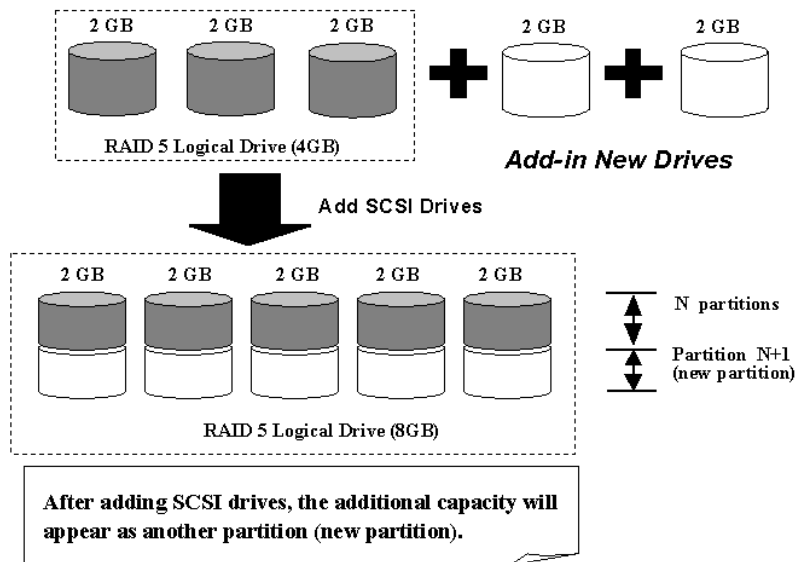 2 GB 2 GB 2 GB 2 GB 2 GB
RAID 5 Logical Drive (4GB)
Add-in New Drives
Add SCSI Drives
2 GB 2 GB 2 GB 2 GB 2 GB
N partitions
Partition N+1
(new partition)
RAID 5 Logical Drive (8GB)
After adding SCSI drives, the additional capacity will
appear as another partition (new partition).